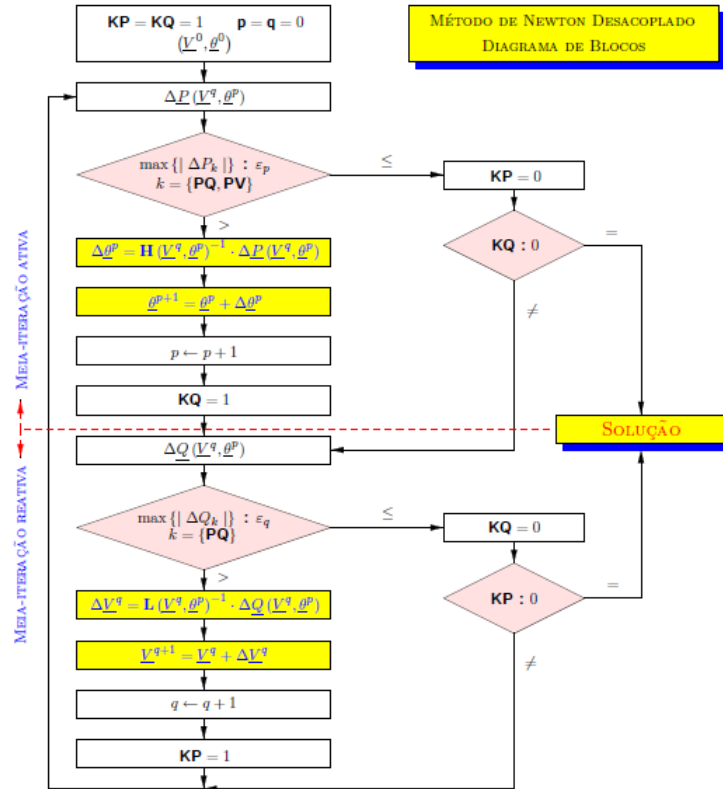 KP = KQ = 1 p = q = 0
(V⁰, θ⁰)
MÉTODO DE NEWTON DESACOPLADO
DIAGRAMA DE BLOCOS
ΔP (V^q, θ^p)
max {| ΔP_k |} : ε_p
k = {PQ, PV}
≤
KP = 0
>
KQ : 0
=
≠
Δθ^p = H (V^q, θ^p)^−1 · ΔP (V^q, θ^p)
θ^p+1 = θ^p + Δθ^p
p ← p + 1
KQ = 1
MEIA-ITERAÇÃO ATIVA
SOLUÇÃO
MEIA-ITERAÇÃO REATIVA
ΔQ (V^q, θ^p)
max {| ΔQ_k |} : ε_q
k = {PQ}
≤
KQ = 0
>
KP : 0
=
≠
ΔV^q = L (V^q, θ^p)^−1 · ΔQ (V^q, θ^p)
V^q+1 = V^q + ΔV^q
q ← q + 1
KP = 1